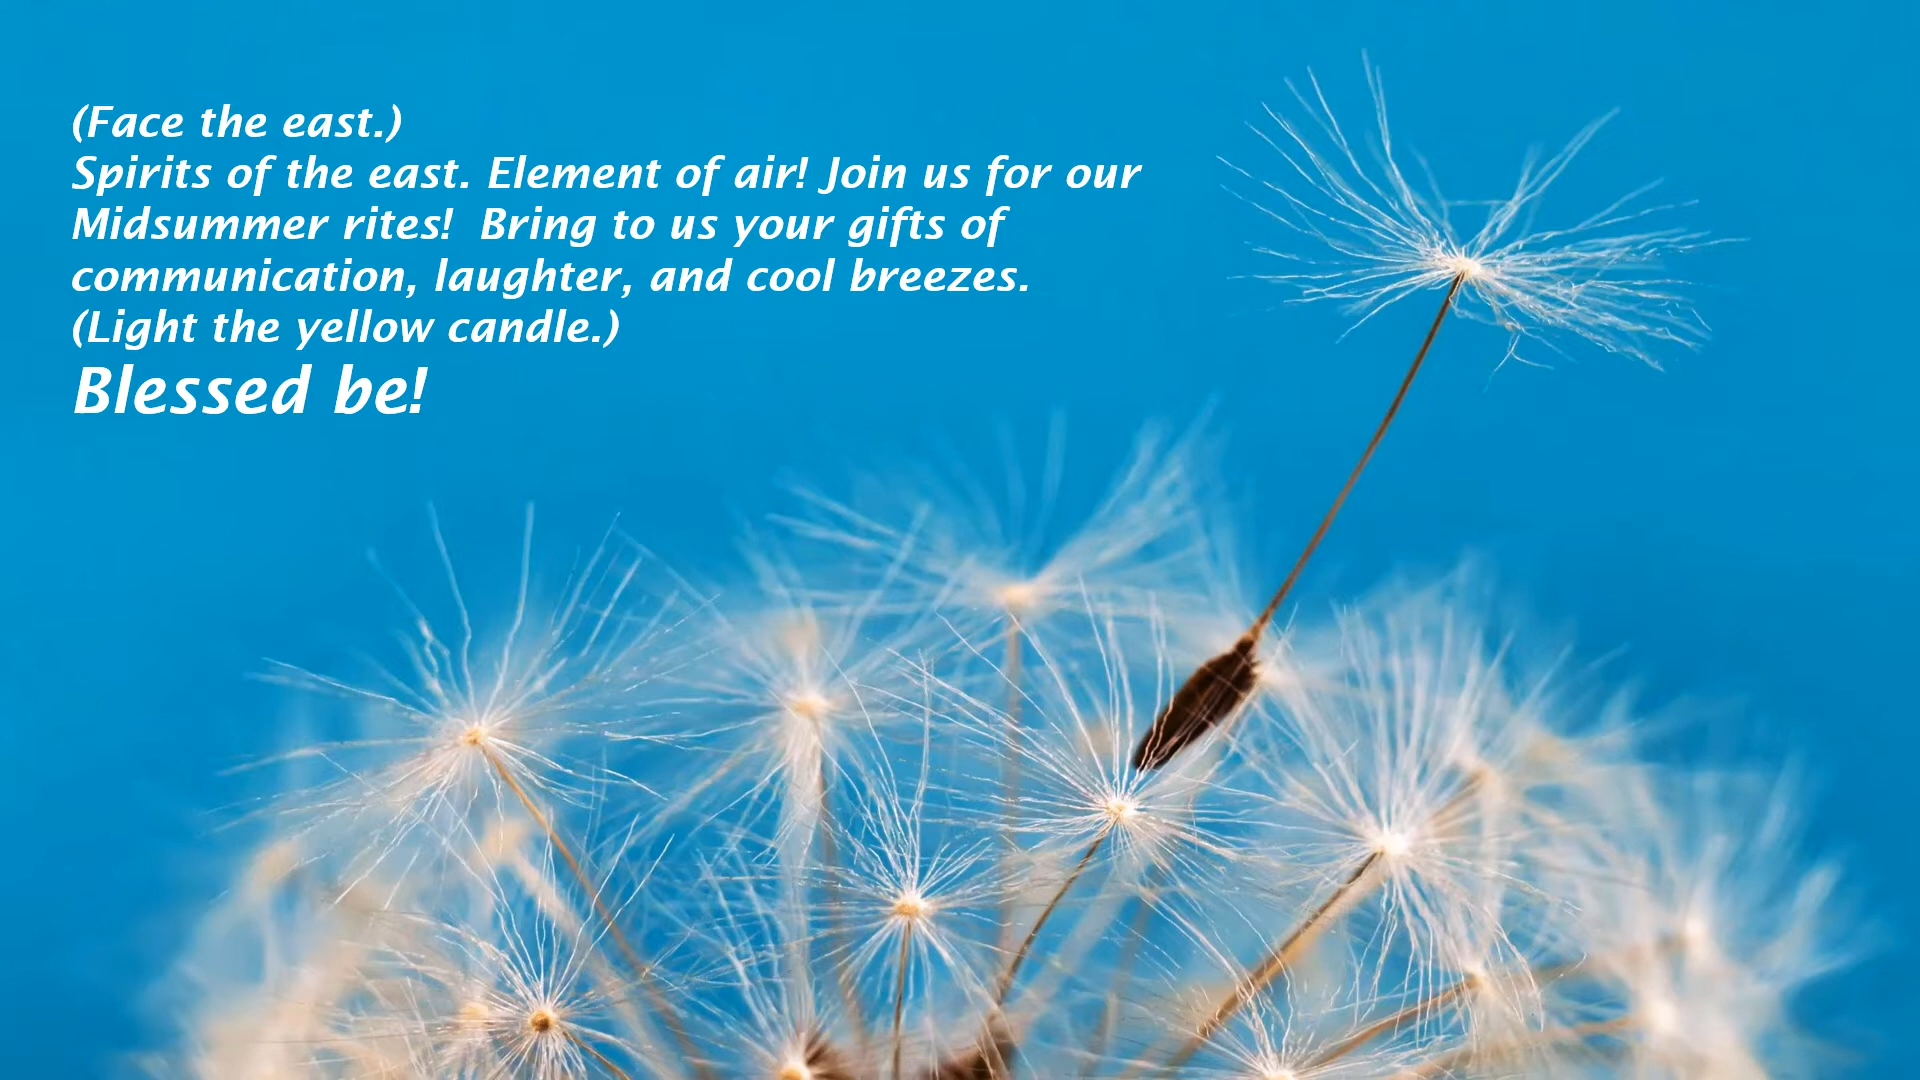 (Face the east.)
Spirits of the east. Element of air! Join us for our
Midsummer rites!  Bring to us your gifts of
communication, laughter, and cool breezes.
(Light the yellow candle.)
Blessed be!